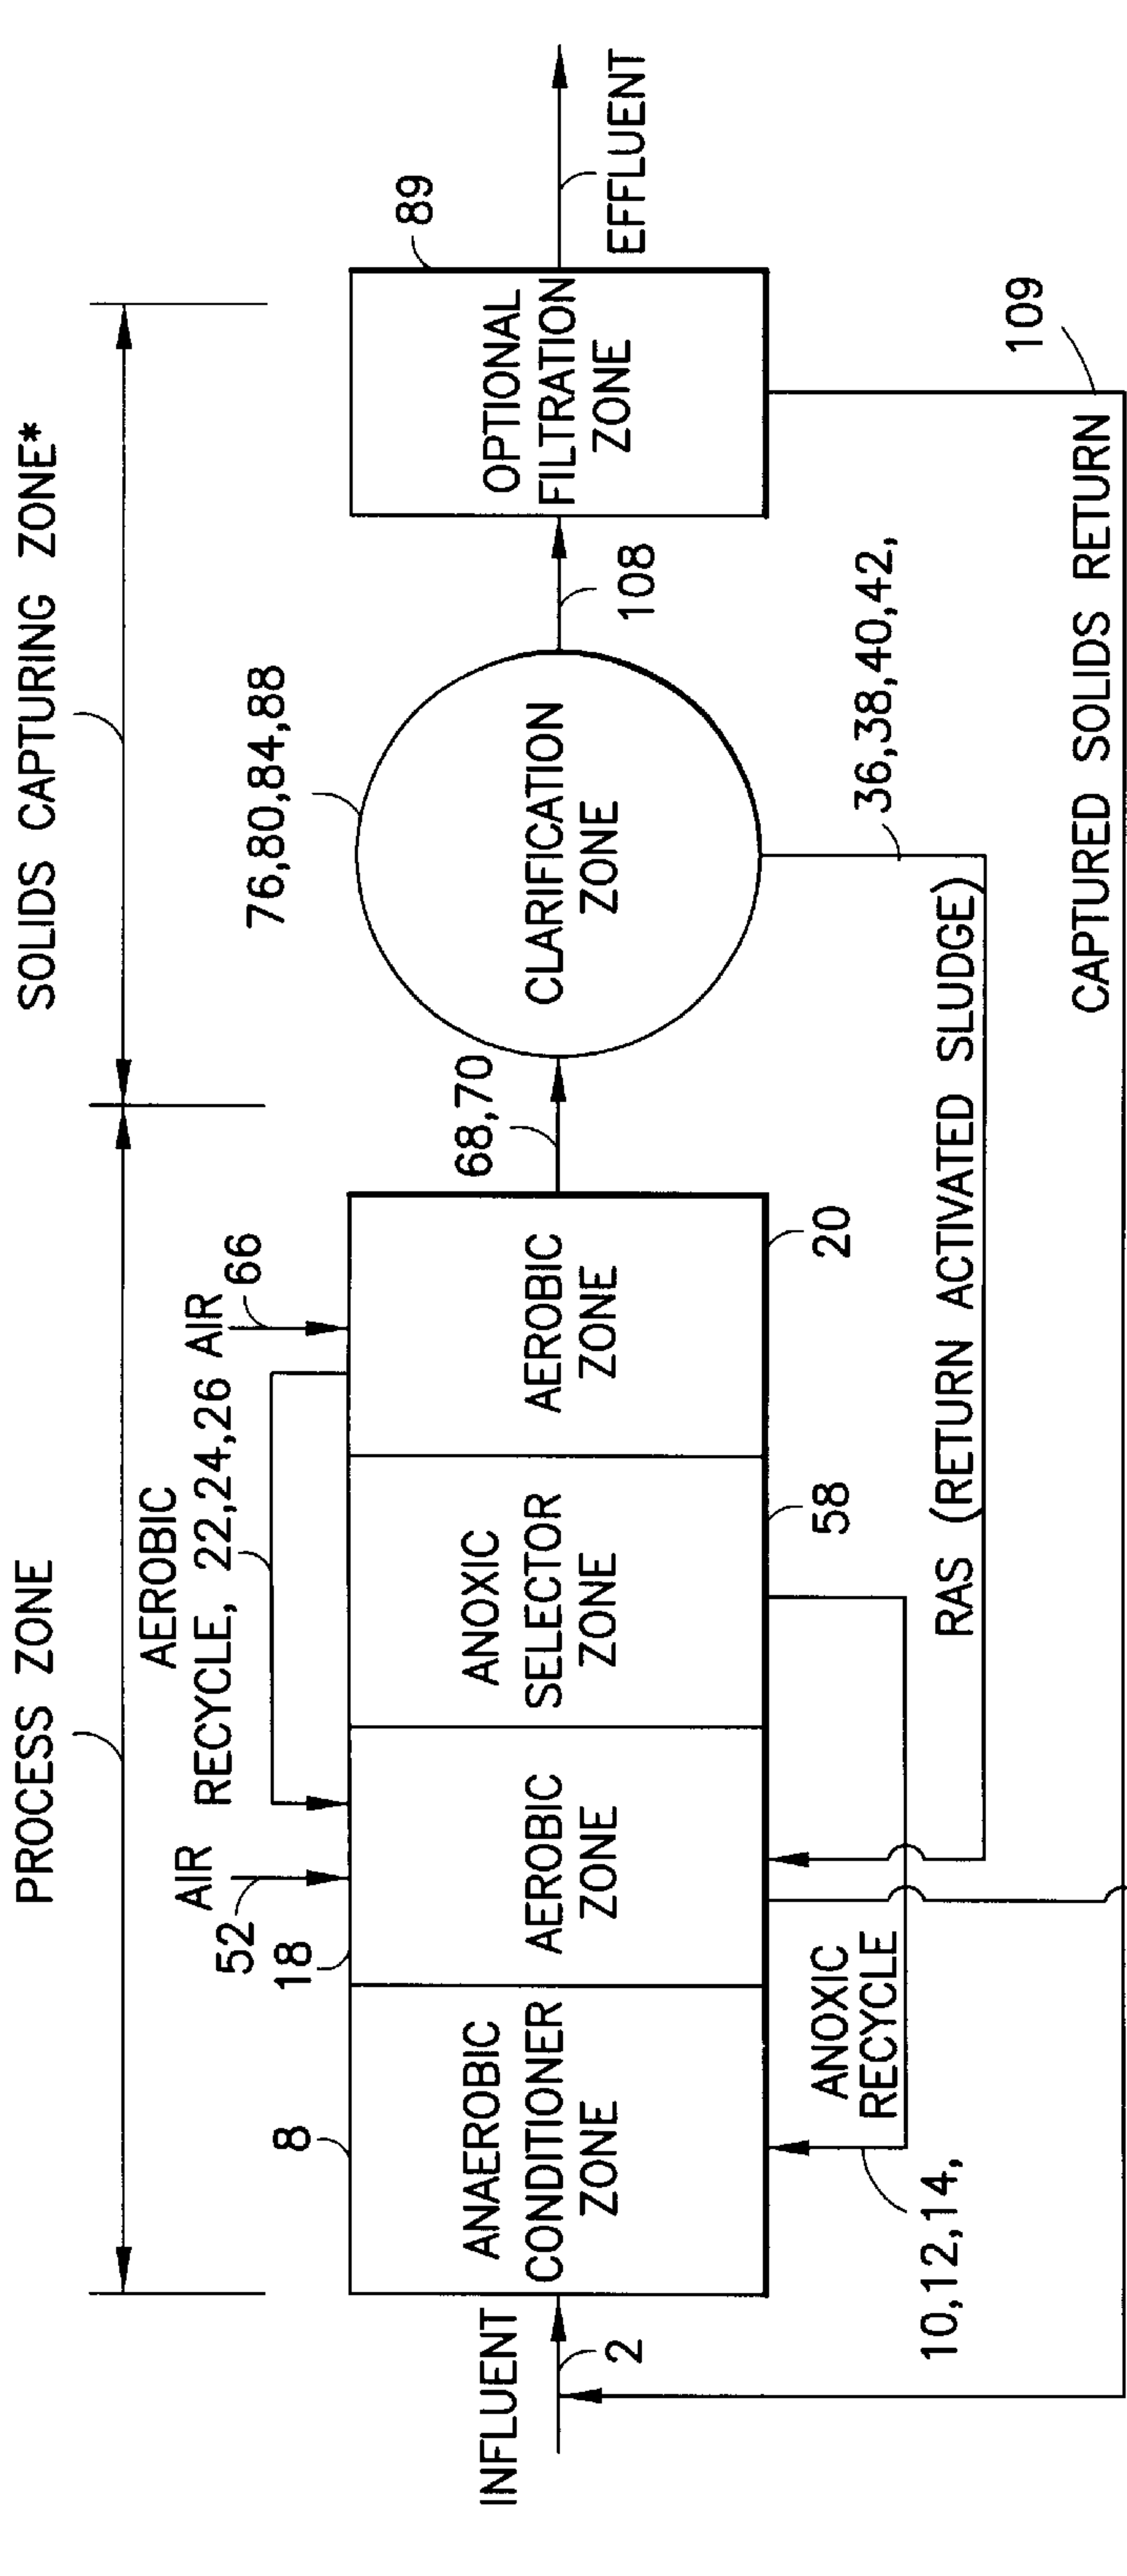 PROCESS ZONE
SOLIDS CAPTURING ZONE*
AEROBIC
RECYCLE, 22,24,26
AIR
52
18
8
AIR
66
76,80,84,88
89
INFLUENT
2
ANAEROBIC
CONDITIONER
ZONE
AEROBIC
ZONE
ANOXIC
SELECTOR
ZONE
AEROBIC
ZONE
68,70
CLARIFICATION
ZONE
108
OPTIONAL
FILTRATION
ZONE
EFFLUENT
58
20
ANOXIC
RECYCLE
10,12,14,
36,38,40,42,
RAS (RETURN ACTIVATED SLUDGE)
109
CAPTURED SOLIDS RETURN